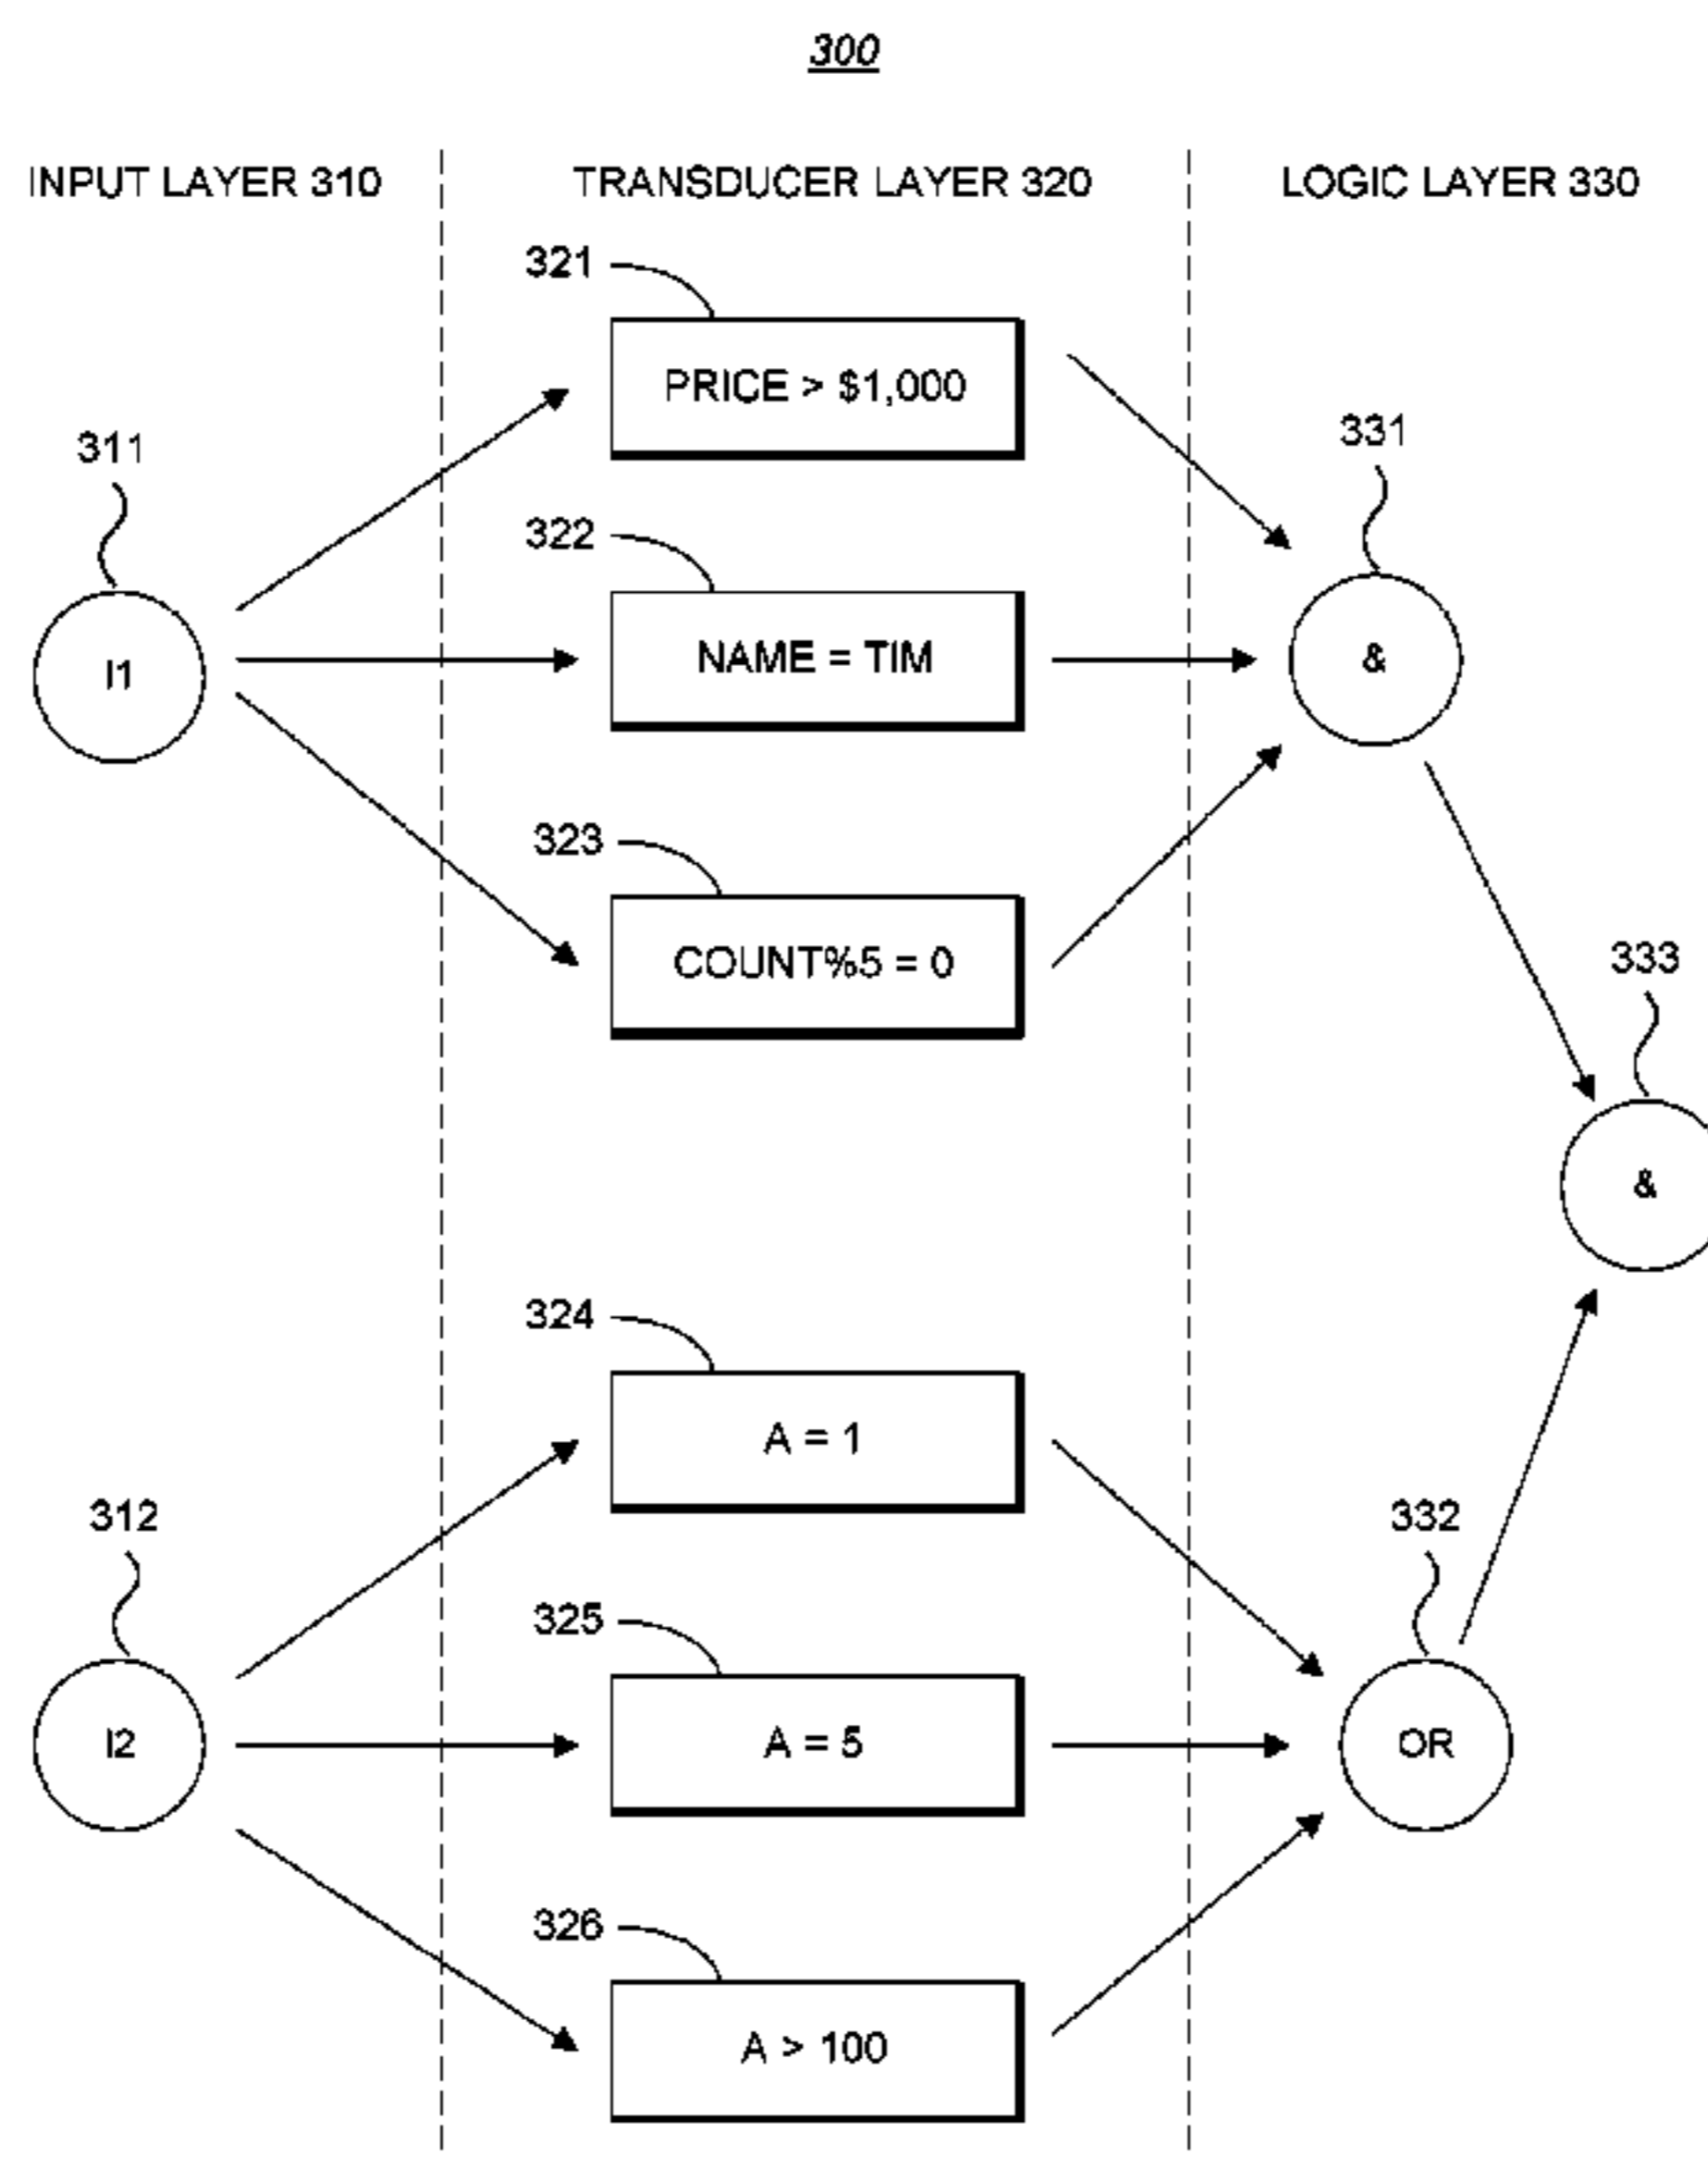 300
INPUT LAYER 310
TRANSDUCER LAYER 320
LOGIC LAYER 330
321
PRICE > $1,000
311
I1
322
NAME = TIM
331
&
323
COUNT%5 = 0
333
&
324
A = 1
312
I2
325
A = 5
332
OR
326
A > 100